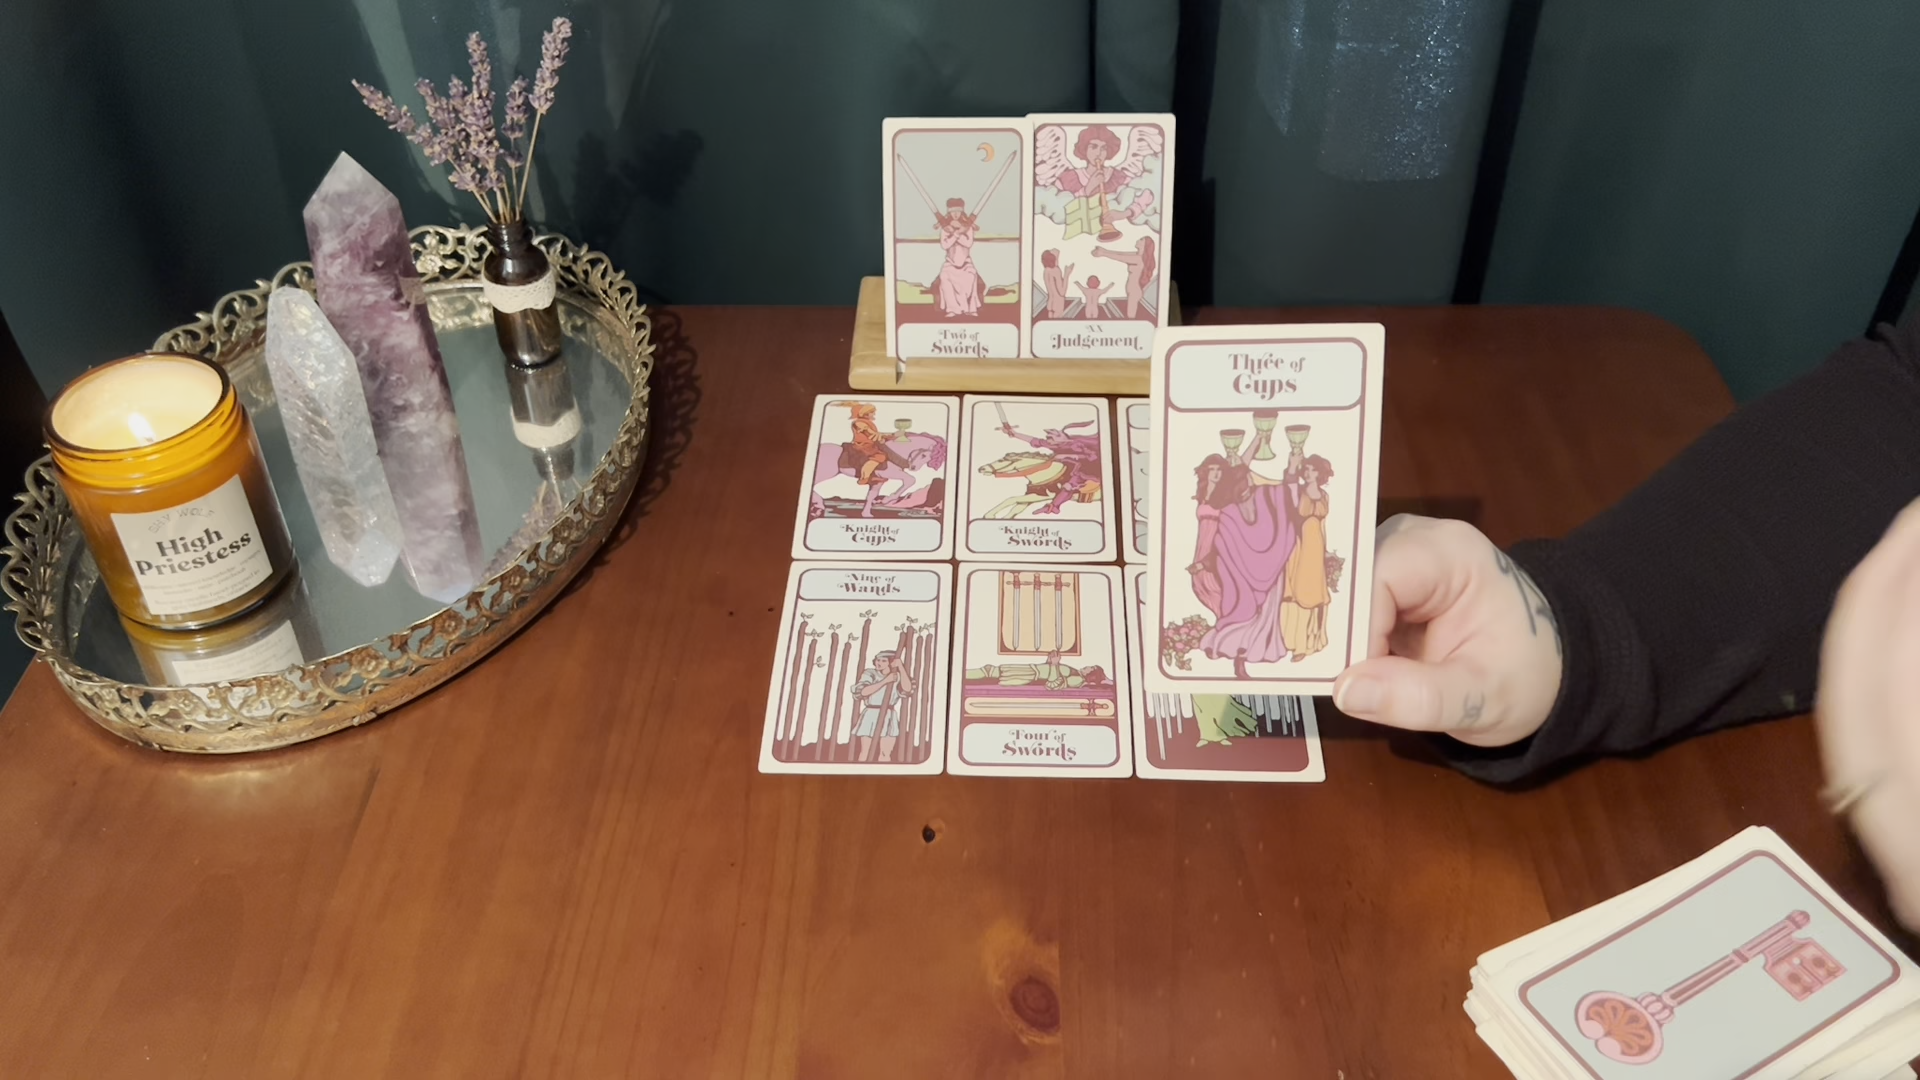 Two of
Swords
XX
Judgement
Three of
Cups
Knight of
Cups
Knight of
Swords
Nine of
Wands
Four of
Swords
High
Priestess